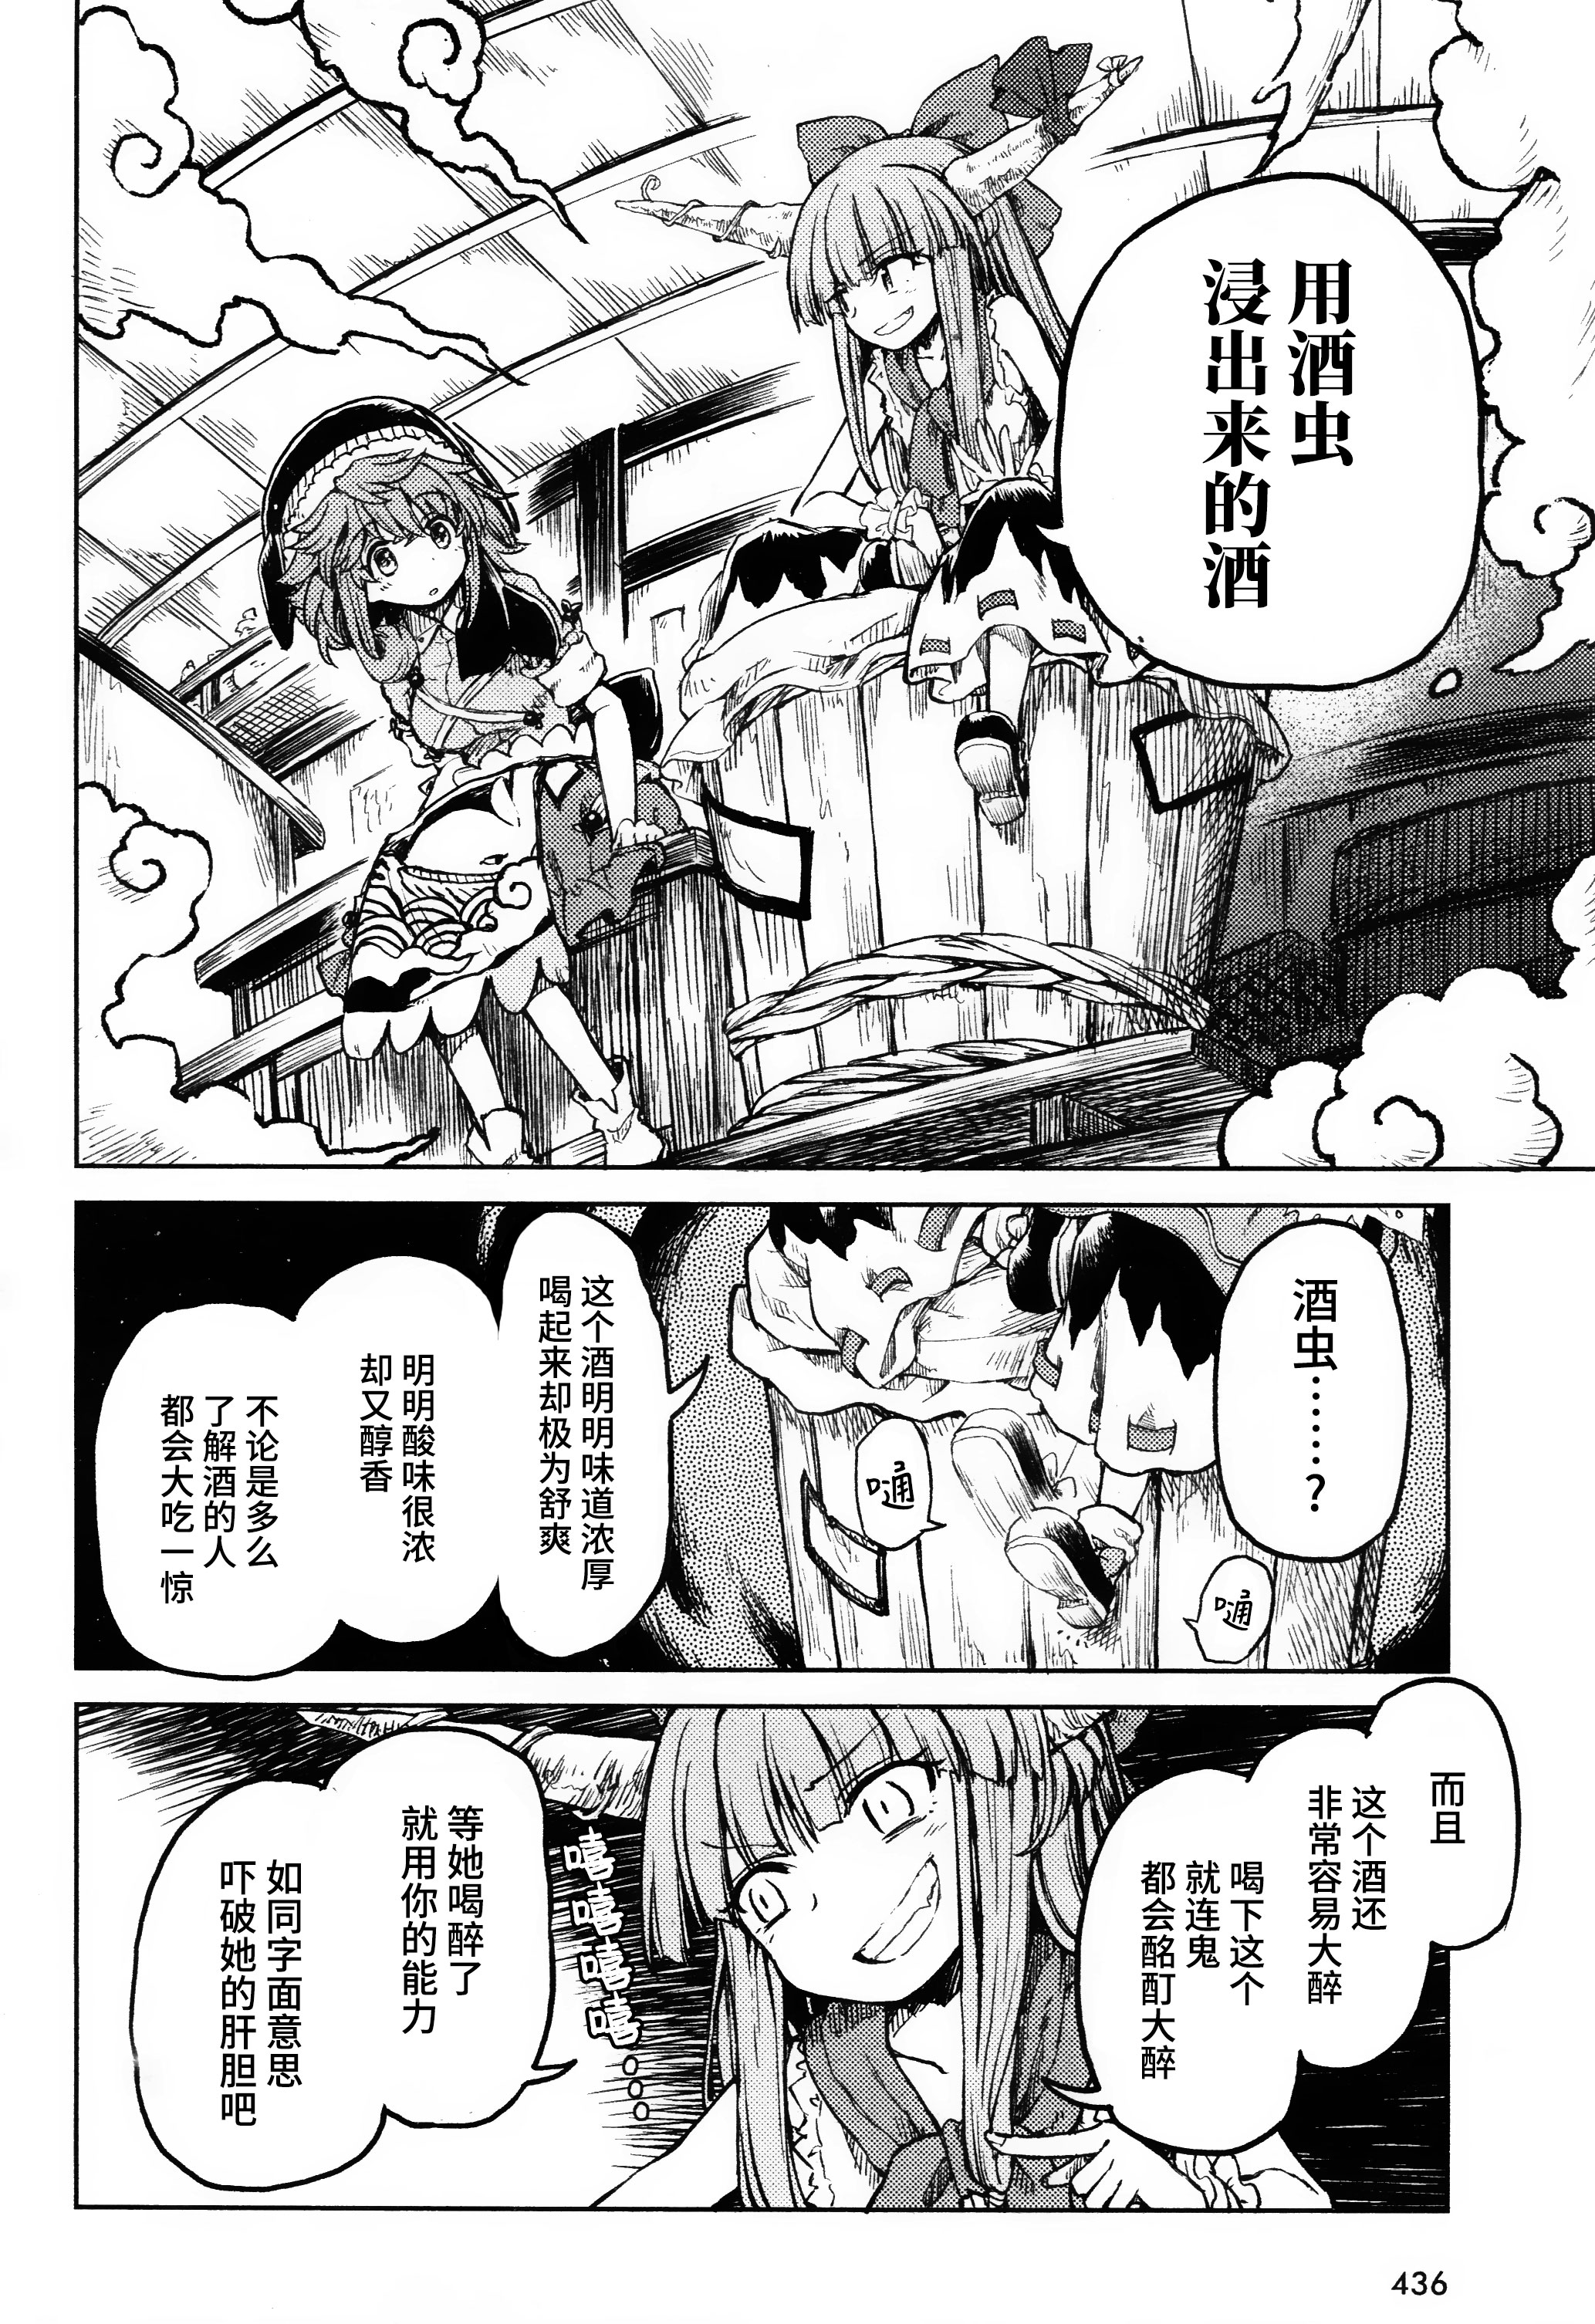 用酒虫
浸出来的酒
酒虫……?
嗵
嗵
这个酒明明味道浓厚
喝起来却极为舒爽
明明酸味很浓
却又醇香
不论是多么
了解酒的人
都会大吃一惊
而且
这个酒还
非常容易大醉
喝下这个
就连鬼
都会酩酊大醉
嘻嘻嘻嘻。。。
等她喝醉了
就用你的能力
如同字面意思
吓破她的肝胆吧
436